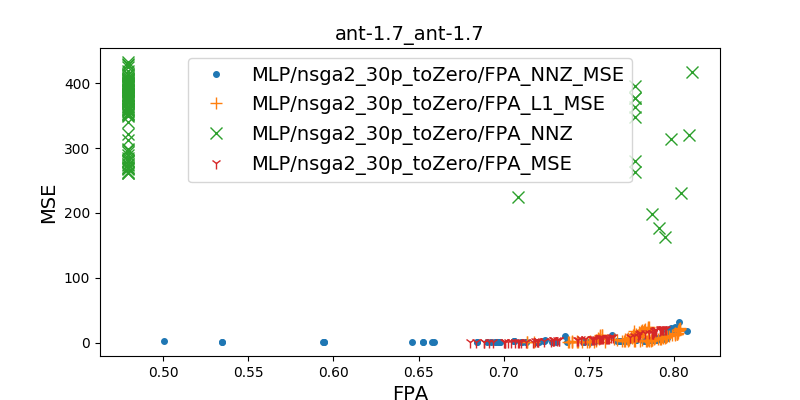 ant-1.7_ant-1.7
MLP/nsga2_30p_toZero/FPA_NNZ_MSE
MLP/nsga2_30p_toZero/FPA_L1_MSE
MLP/nsga2_30p_toZero/FPA_NNZ
MLP/nsga2_30p_toZero/FPA_MSE
400
300
200
100
0
MSE
0.50 0.55 0.60 0.65 0.70 0.75 0.80
FPA